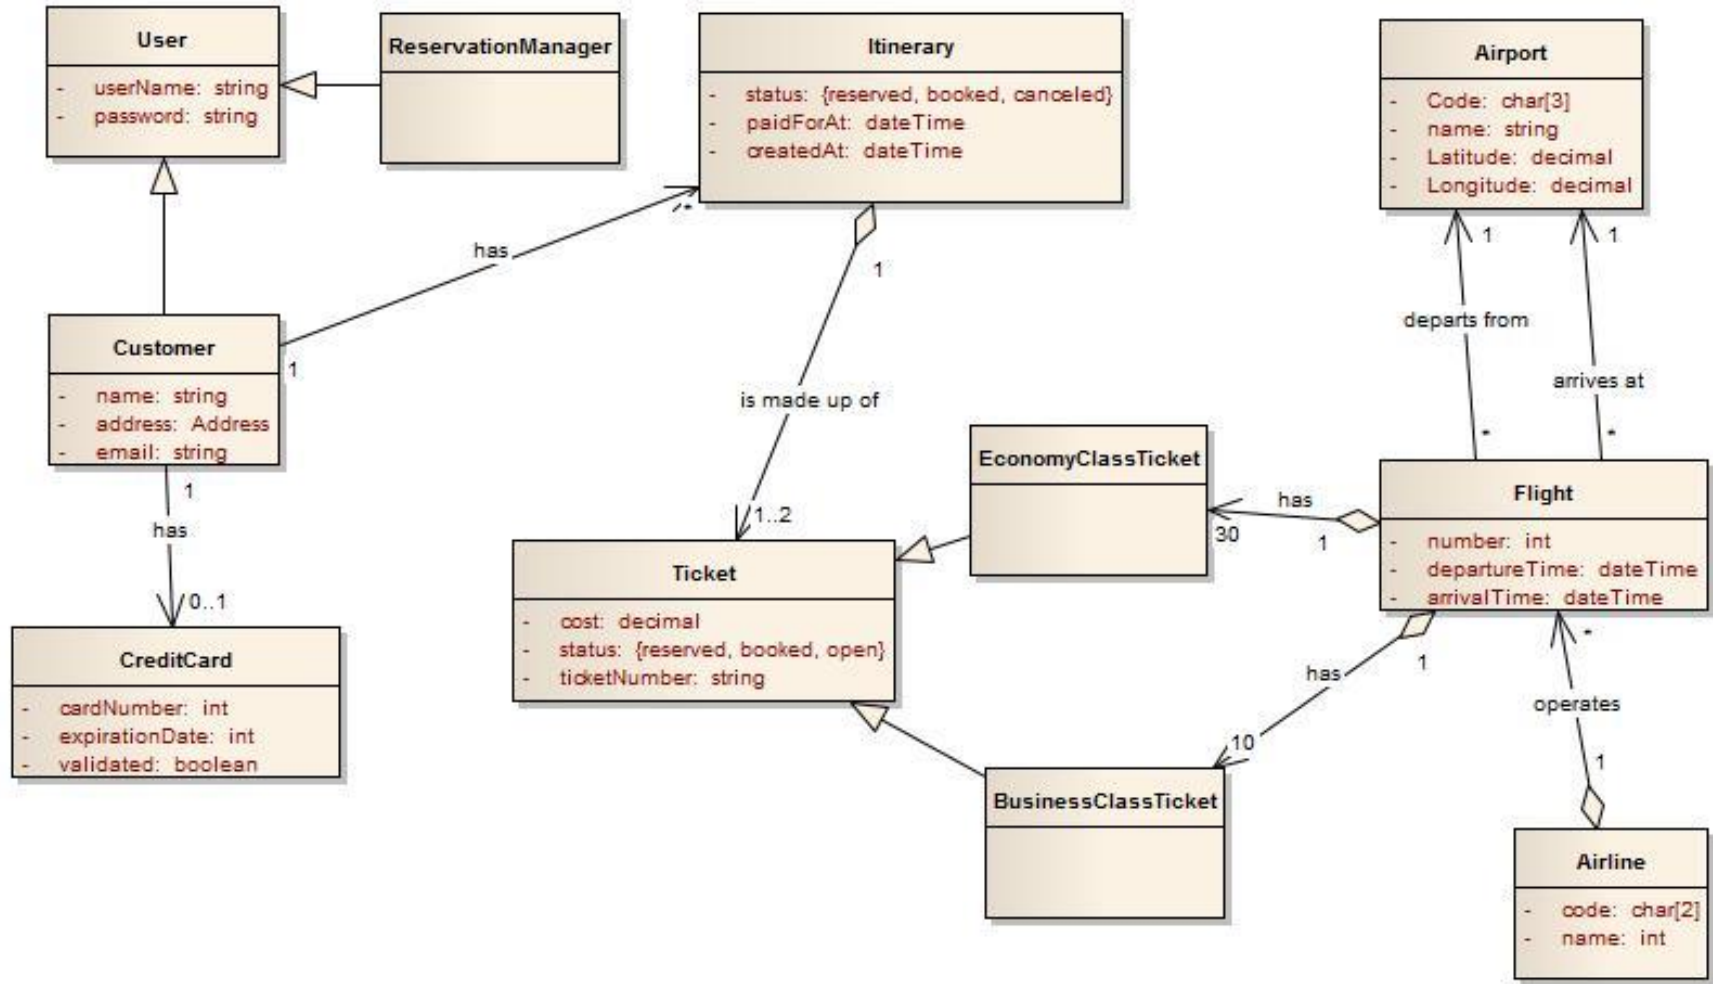 User
- userName: string
- password: string
ReservationManager
Itinerary
- status: {reserved, booked, canceled}
- paidForAt: dateTime
- createdAt: dateTime
Airport
- Code: char[3]
- name: string
- Latitude: decimal
- Longitude: decimal
*
has
1
1
1
1
departs from
arrives at
*
*
Customer
- name: string
- address: Address
- email: string
1
has
0..1
CreditCard
- cardNumber: int
- expirationDate: int
- validated: boolean
is made up of
1..2
Ticket
- cost: decimal
- status: {reserved, booked, open}
- ticketNumber: string
EconomyClassTicket
30
has
1
Flight
- number: int
- departureTime: dateTime
- arrivalTime: dateTime
has
1
10
BusinessClassTicket
*
operates
1
Airline
- code: char[2]
- name: int